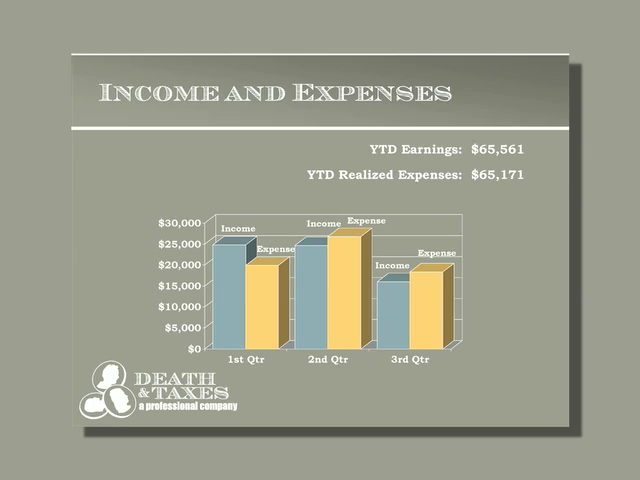 INCOME AND EXPENSES
YTD Earnings: $65,561
YTD Realized Expenses: $65,171
$30,000
$25,000
$20,000
$15,000
$10,000
$5,000
$0
Income
Expense
Income
Expense
Income
Expense
1st Qtr
2nd Qtr
3rd Qtr
DEATH
& TAXES
a professional company